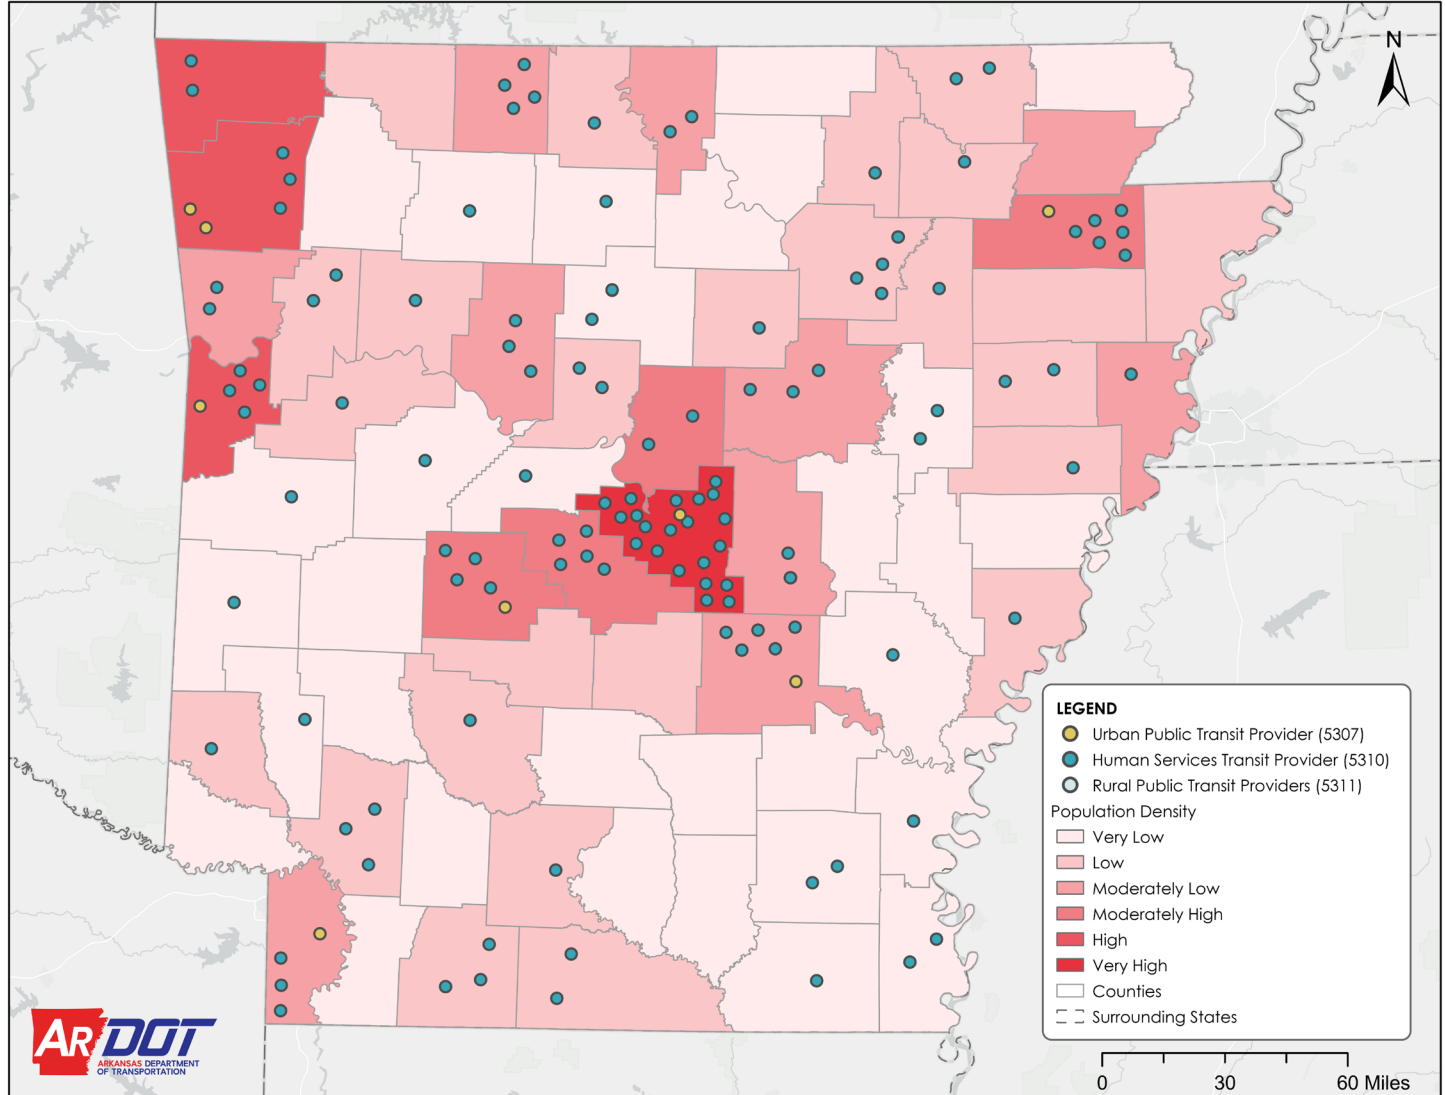 N
LEGEND
Urban Public Transit Provider (5307)
Human Services Transit Provider (5310)
Rural Public Transit Providers (5311)
Population Density
Very Low
Low
Moderately Low
Moderately High
High
Very High
Counties
Surrounding States
ARDOT
ARKANSAS DEPARTMENT
OF TRANSPORTATION
0 30 60 Miles